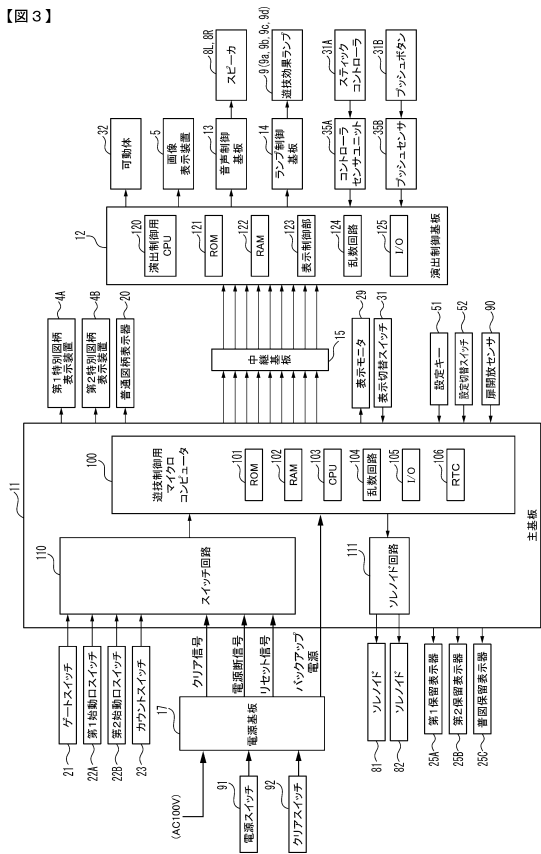 【図3】
32
可動体
5
画像
表示装置
13
音声制御
基板
8L, 8R
スピーカ
14
ランプ制御
基板
9(9a, 9b, 9c, 9d)
遊技効果ランプ
31A
スティック
コントローラ
35A
コントローラ
センサユニット
31B
プッシュボタン
35B
プッシュセンサ
12
120
演出制御用
CPU
121
ROM
122
RAM
123
表示制御部
124
乱数回路
125
I/O
演出制御基板
4A
第1特別図柄
表示装置
4B
第2特別図柄
表示装置
20
普通図柄表示器
中継
基板
15
29
表示モニタ
31
表示切替スイッチ
51
設定キー
52
設定切替スイッチ
90
扉開放センサ
11
100
遊技制御用
マイクロ
コンピュータ
101
ROM
102
RAM
103
CPU
104
乱数回路
105
I/O
106
RTC
主基板
110
スイッチ回路
111
ソレノイド回路
クリア信号
電源断信号
リセット信号
バックアップ
電源
ゲートスイッチ
21
第1始動口スイッチ
22A
第2始動口スイッチ
22B
カウントスイッチ
23
17
電源基板
(AC100V)
91
電源スイッチ
92
クリアスイッチ
ソレノイド
81
ソレノイド
82
第1保留表示器
25A
第2保留表示器
25B
普図保留表示器
25C